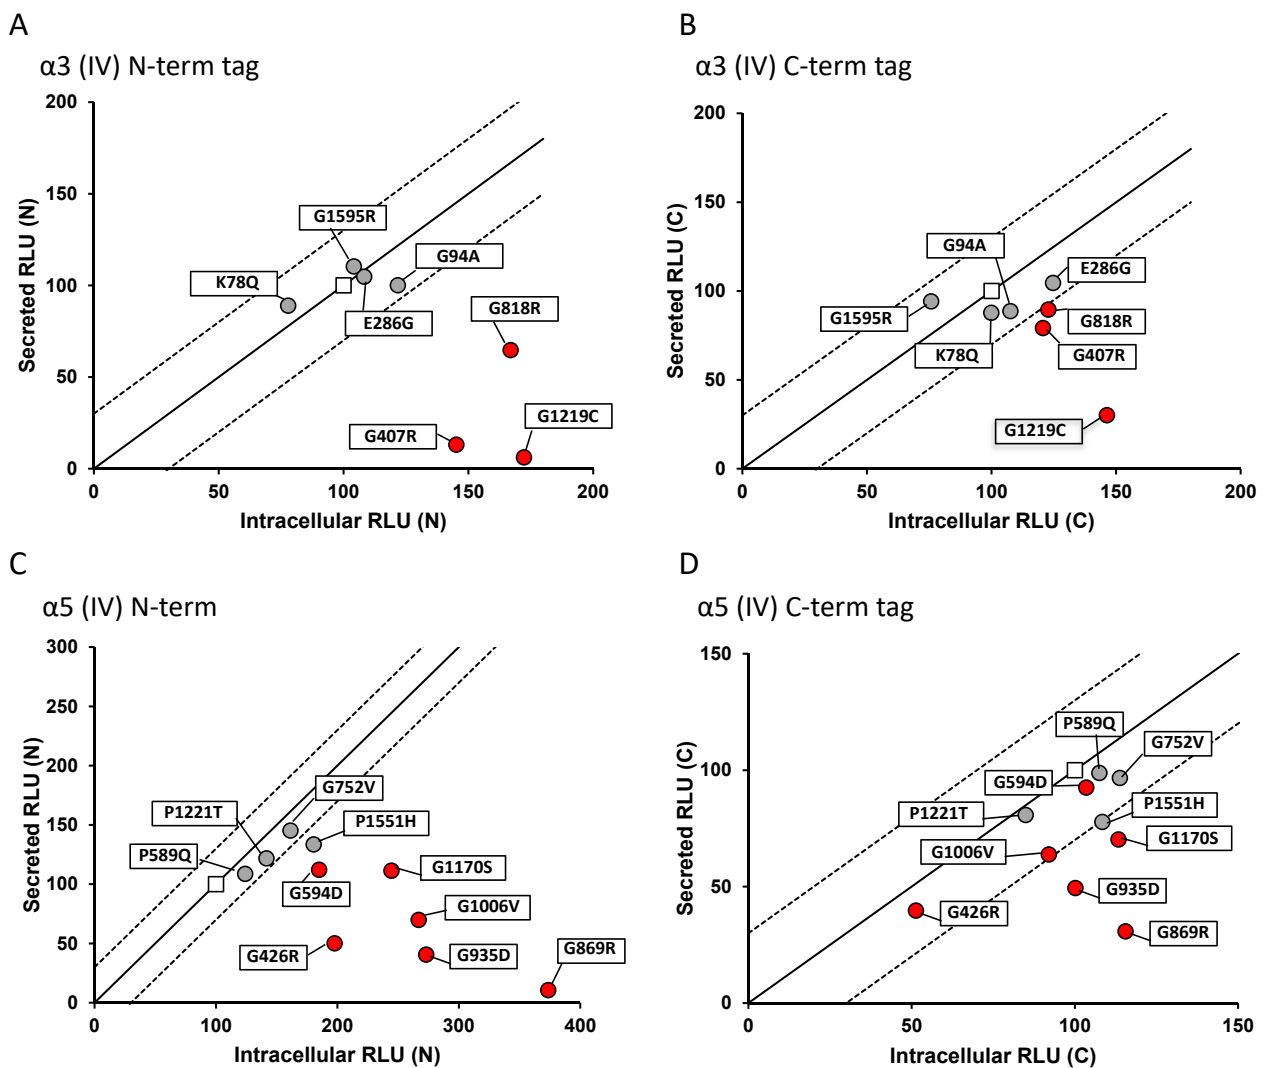 A
α3 (IV) N-term tag
200
150
100
50
0
0 50 100 150 200
Secreted RLU (N)
Intracellular RLU (N)
G1595R
G94A
K78Q
E286G
G818R
G407R
G1219C
B
α3 (IV) C-term tag
200
150
100
50
0
0 50 100 150 200
Secreted RLU (C)
Intracellular RLU (C)
G94A
E286G
G1595R
G818R
K78Q
G407R
G1219C
C
α5 (IV) N-term
300
250
200
150
100
50
0
0 100 200 300 400
Secreted RLU (N)
Intracellular RLU (N)
G752V
P1221T
P1551H
P589Q
G1170S
G594D
G1006V
G426R
G935D
G869R
D
α5 (IV) C-term tag
150
100
50
0
0 50 100 150
Secreted RLU (C)
Intracellular RLU (C)
P589Q
G752V
G594D
P1221T
P1551H
G1170S
G1006V
G935D
G426R
G869R